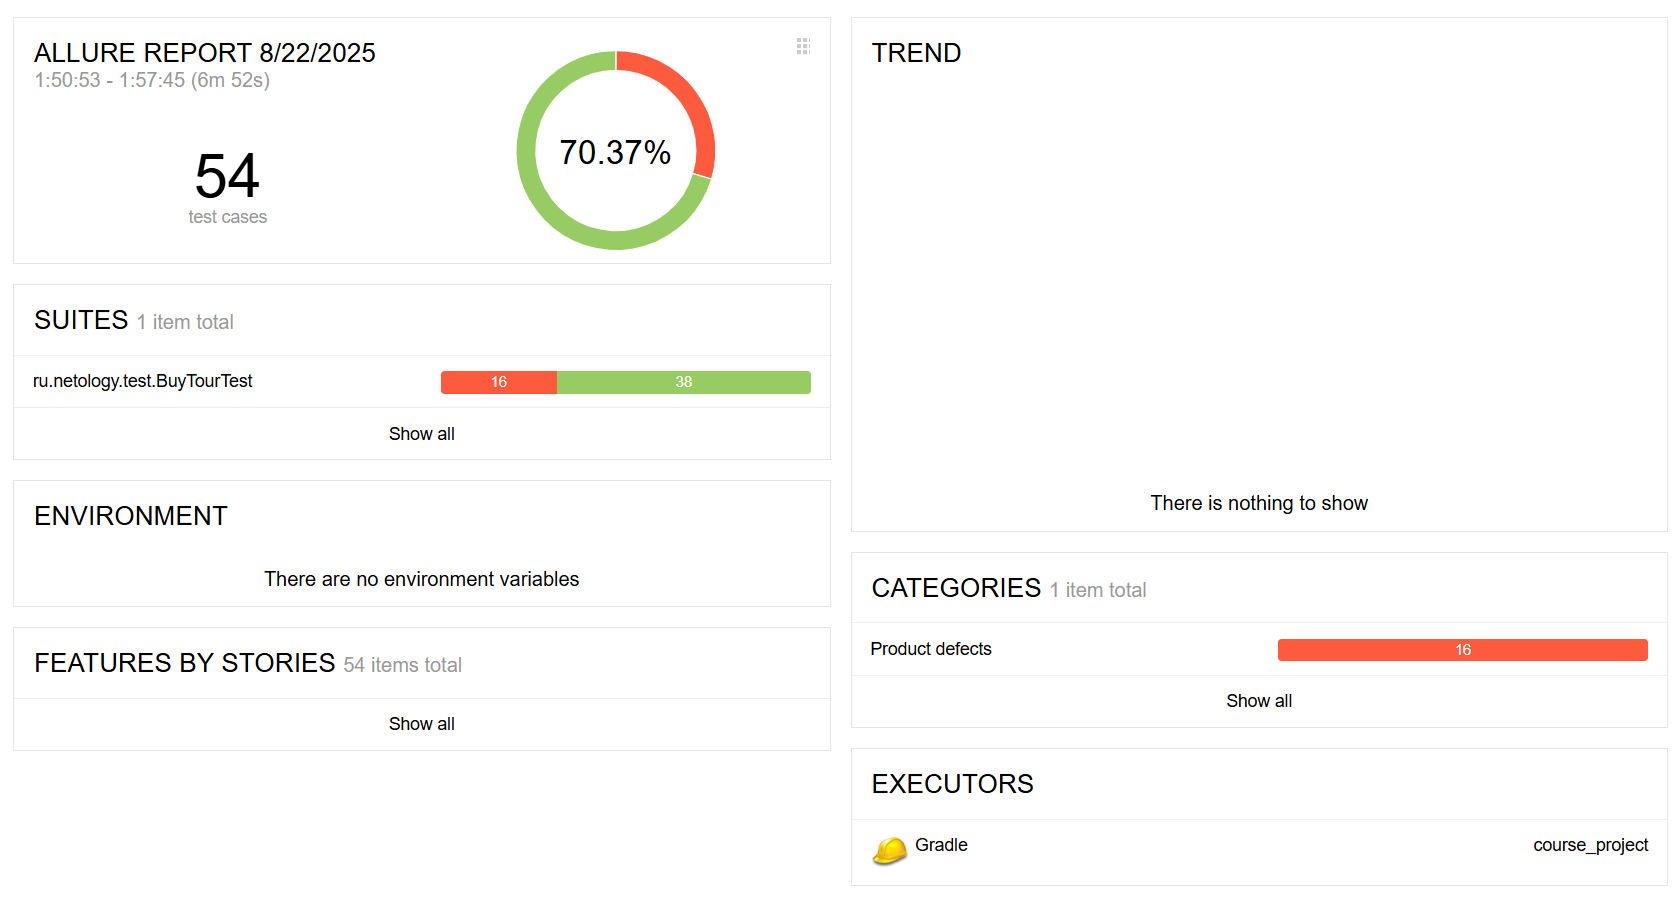 ALLURE REPORT 8/22/2025
1:50:53 - 1:57:45 (6m 52s)
54
test cases
70.37%
SUITES 1 item total
ru.netology.test.BuyTourTest 16 38
Show all
ENVIRONMENT
There are no environment variables
FEATURES BY STORIES 54 items total
Show all
TREND
There is nothing to show
CATEGORIES 1 item total
Product defects 16
Show all
EXECUTORS
Gradle course_project